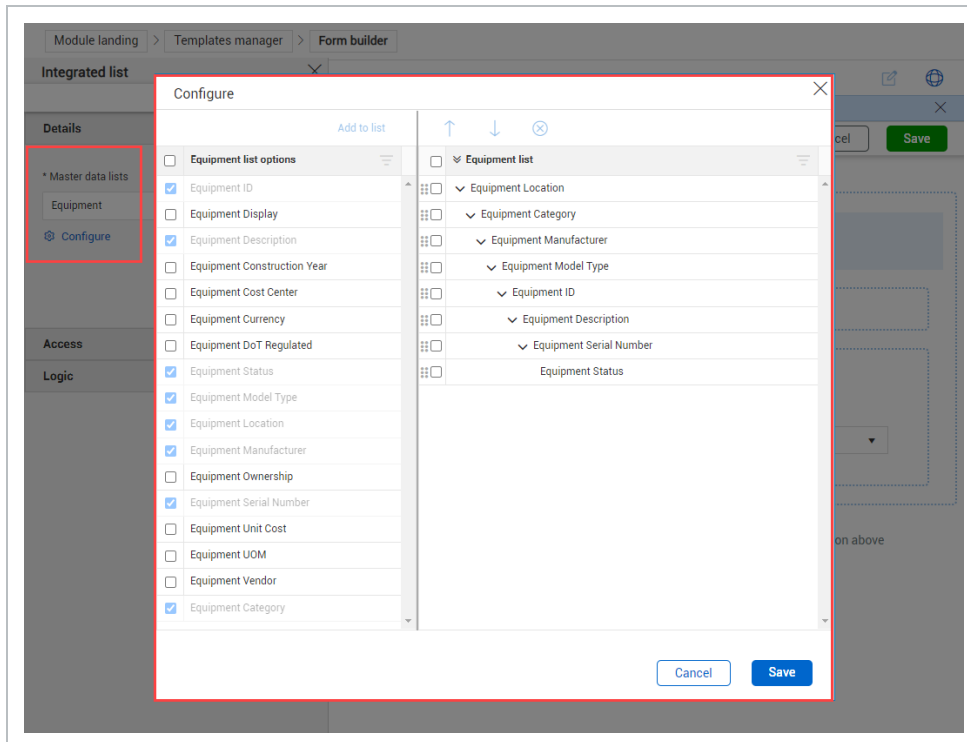 Module landing > Templates manager > Form builder
Integrated list
Configure
Details
Add to list
cel
Save
Equipment list options
Equipment list
* Master data lists
Equipment
Configure
Equipment ID
Equipment Display
Equipment Description
Equipment Construction Year
Equipment Cost Center
Equipment Currency
Equipment DoT Regulated
Equipment Status
Equipment Model Type
Equipment Location
Equipment Manufacturer
Equipment Ownership
Equipment Serial Number
Equipment Unit Cost
Equipment UOM
Equipment Vendor
Equipment Category
Equipment Location
Equipment Category
Equipment Manufacturer
Equipment Model Type
Equipment ID
Equipment Description
Equipment Serial Number
Equipment Status
Access
Logic
on above
Cancel
Save